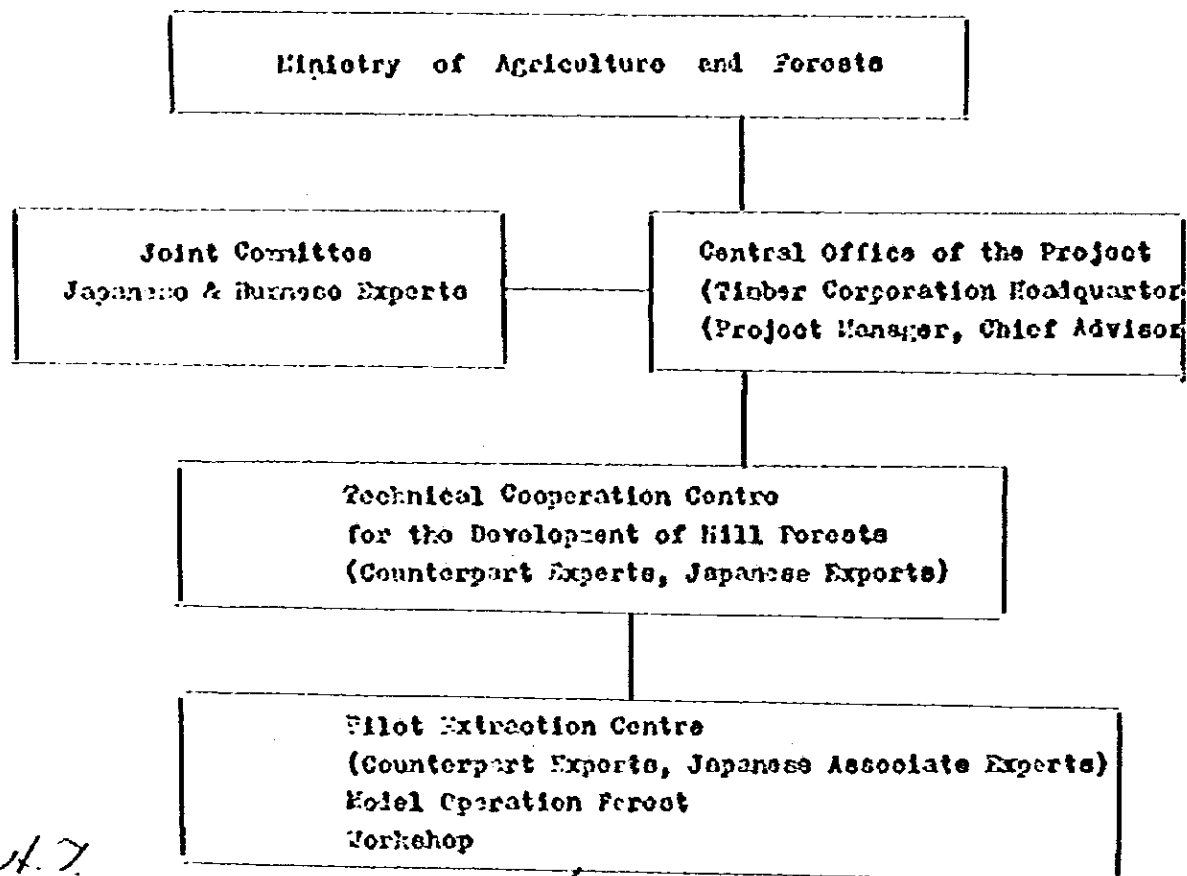 Ministry of Agriculture and Forests
Joint Committee
Japanese & Burmese Experts
Central Office of the Project
(Timber Corporation Headquarter
(Project Manager, Chief Advisor
Technical Cooperation Centre
for the Development of Hill Forests
(Counterpart Experts, Japanese Experts)
Pilot Extraction Centre
(Counterpart Experts, Japanese Associate Experts)
Model Operation Forest
Workshop